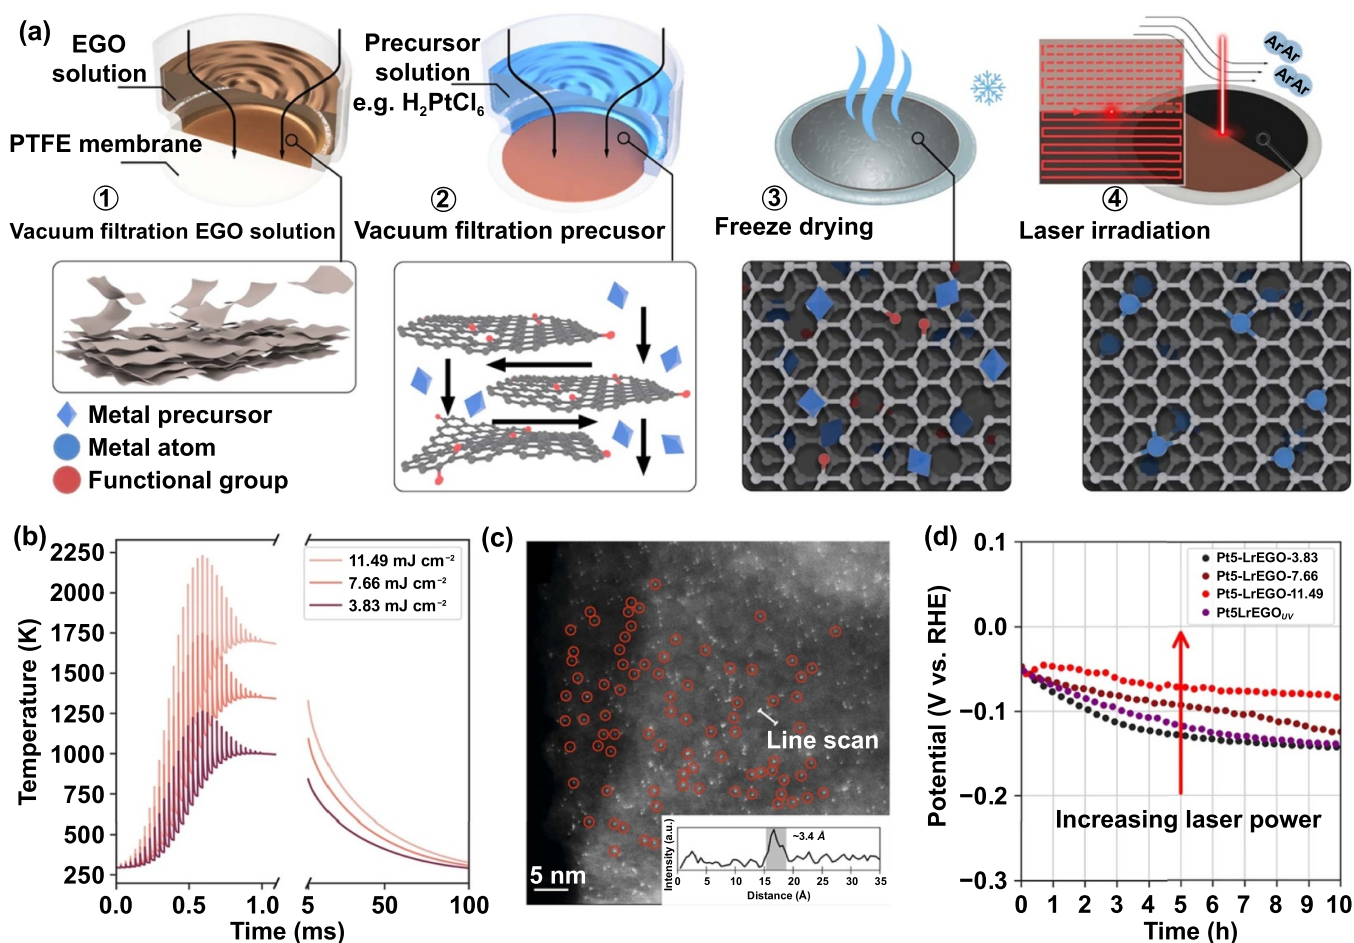 (a)
EGO
solution
PTFE membrane
①
Vacuum filtration EGO solution
Precursor
solution
e.g. H₂PtCl₆
②
Vacuum filtration precusor
③
Freeze drying
ArAr
ArAr
④
Laser irradiation
Metal precursor
Metal atom
Functional group
(b)
Temperature (K)
2250
2000
1750
1500
1250
1000
750
500
250
11.49 mJ cm⁻²
7.66 mJ cm⁻²
3.83 mJ cm⁻²
0.0 0.5 1.0 5 50 100
Time (ms)
(c)
Line scan
5 nm
Intensity (a.u.)
~3.4 Å
0 5 10 15 20 25 30 35
Distance (Å)
(d)
Potential (V vs. RHE)
0.1
0.0
−0.1
−0.2
−0.3
Pt5-LrEGO-3.83
Pt5-LrEGO-7.66
Pt5-LrEGO-11.49
Pt5LrEGO_UV
Increasing laser power
0 1 2 3 4 5 6 7 8 9 10
Time (h)